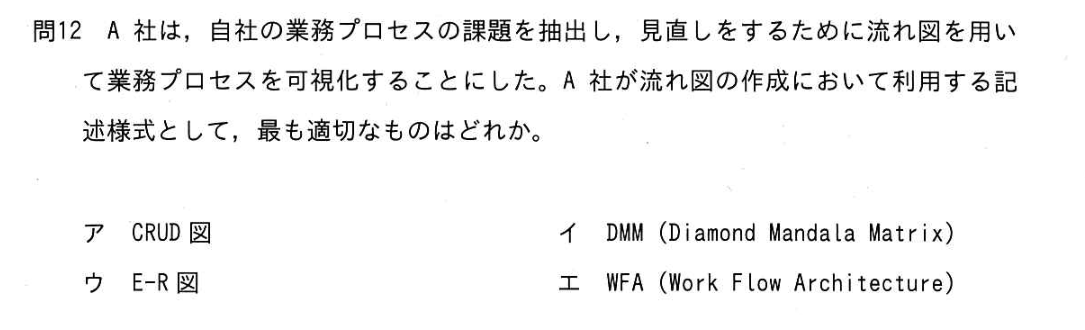 問12 A 社は，自社の業務プロセスの課題を抽出し，見直しをするために流れ図を用い
て業務プロセスを可視化することにした。A 社が流れ図の作成において利用する記
述様式として，最も適切なものはどれか。
ア CRUD 図 イ DMM (Diamond Mandala Matrix)
ウ E-R 図 エ WFA (Work Flow Architecture)